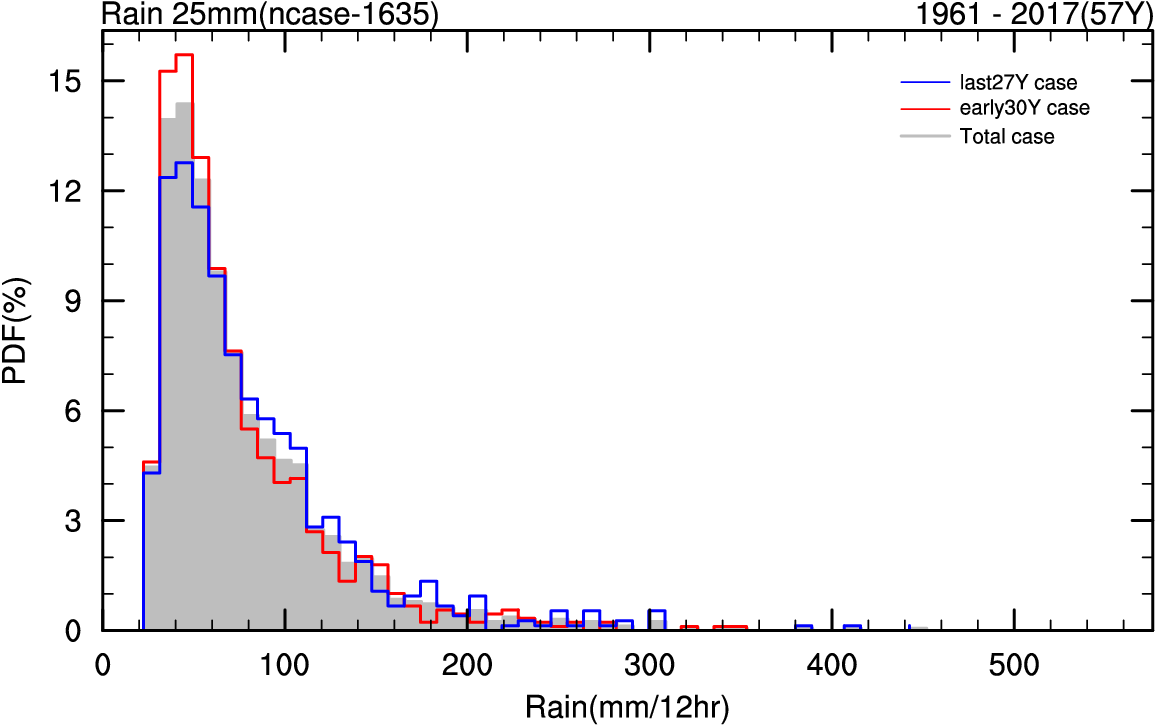 Rain 25mm(ncase-1635)
1961 - 2017(57Y)
last27Y case
early30Y case
Total case
PDF(%)
15
12
9
6
3
0
0 100 200 300 400 500
Rain(mm/12hr)